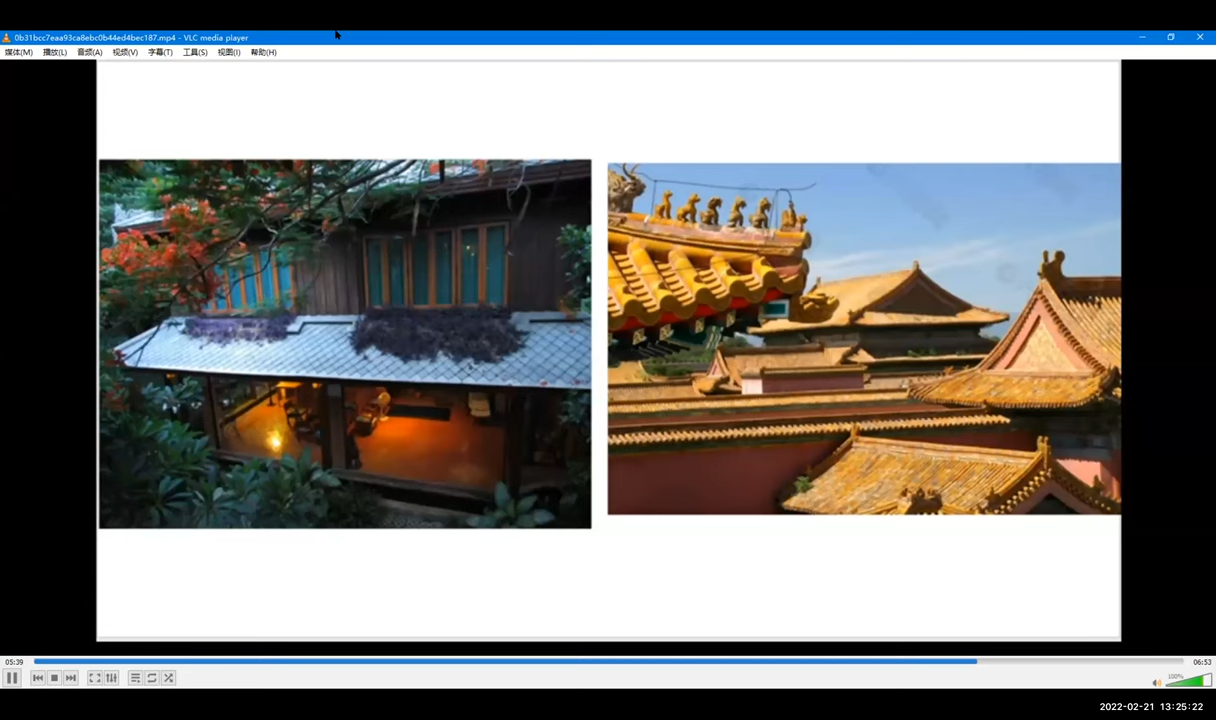 0b31bcc7eaa93ca8ebc0b44ed4bec187.mp4 - VLC media player
媒体(M) 播放(L) 音频(A) 视频(V) 字幕(T) 工具(S) 视图(I) 帮助(H)
05:39
06:53
100%
2022-02-21 13:25:22